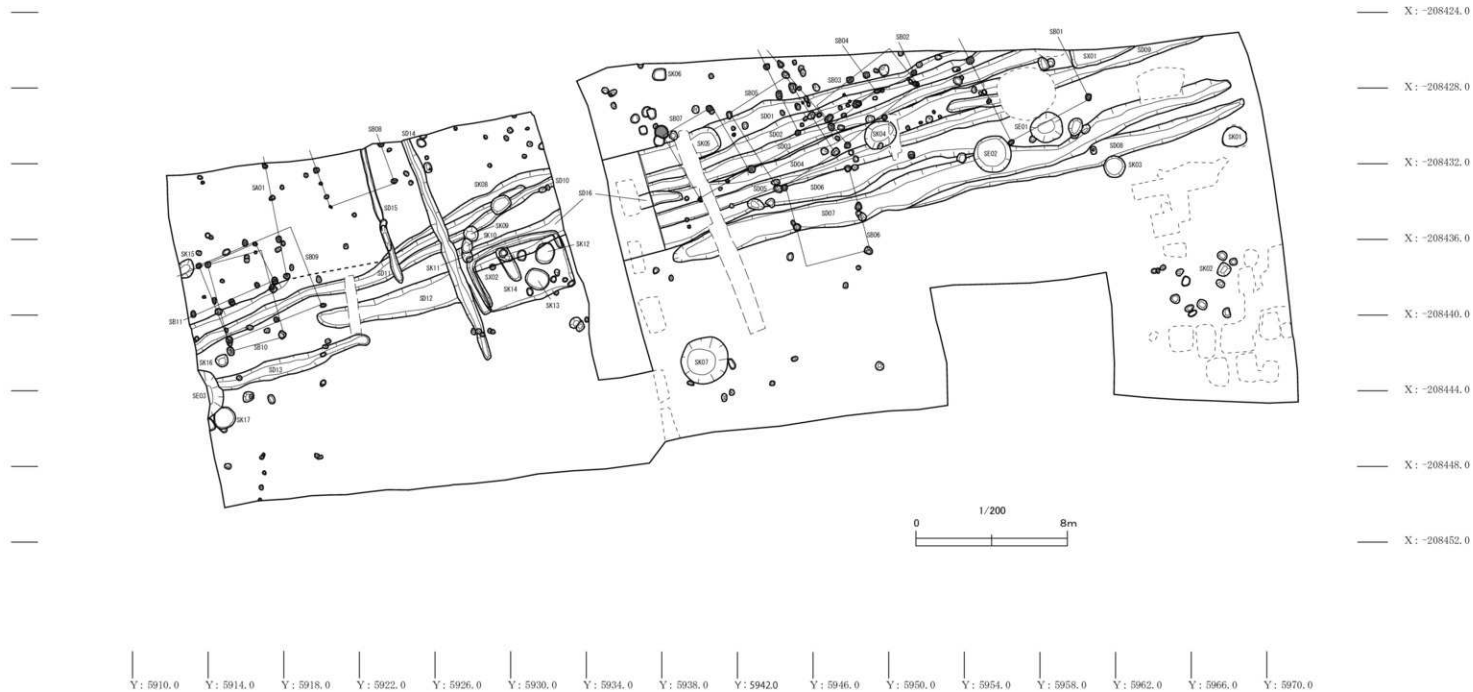 X: -208424.0
SB01
SB02
SB04
SX01
SD09
SK06
SB03
X: -208428.0
SB05
SD01
SB07
SE01
SD02
SK04
SK01
SB08
SD14
SK05
SD03
SD08
SE02
X: -208432.0
SD04
SK03
SK08
SD10
SA01
SD05
SD06
SD16
SD15
SD07
SK09
SB06
SK10
X: -208436.0
SK12
SK15
SB09
SK11
SK02
SD11
SX02
SK14
SD12
SK13
X: -208440.0
SB11
SB10
SK16
SK07
SD13
X: -208444.0
SE03
SK17
X: -208448.0
1/200
0
8m
X: -208452.0
Y: 5910.0
Y: 5914.0
Y: 5918.0
Y: 5922.0
Y: 5926.0
Y: 5930.0
Y: 5934.0
Y: 5938.0
Y: 5942.0
Y: 5946.0
Y: 5950.0
Y: 5954.0
Y: 5958.0
Y: 5962.0
Y: 5966.0
Y: 5970.0